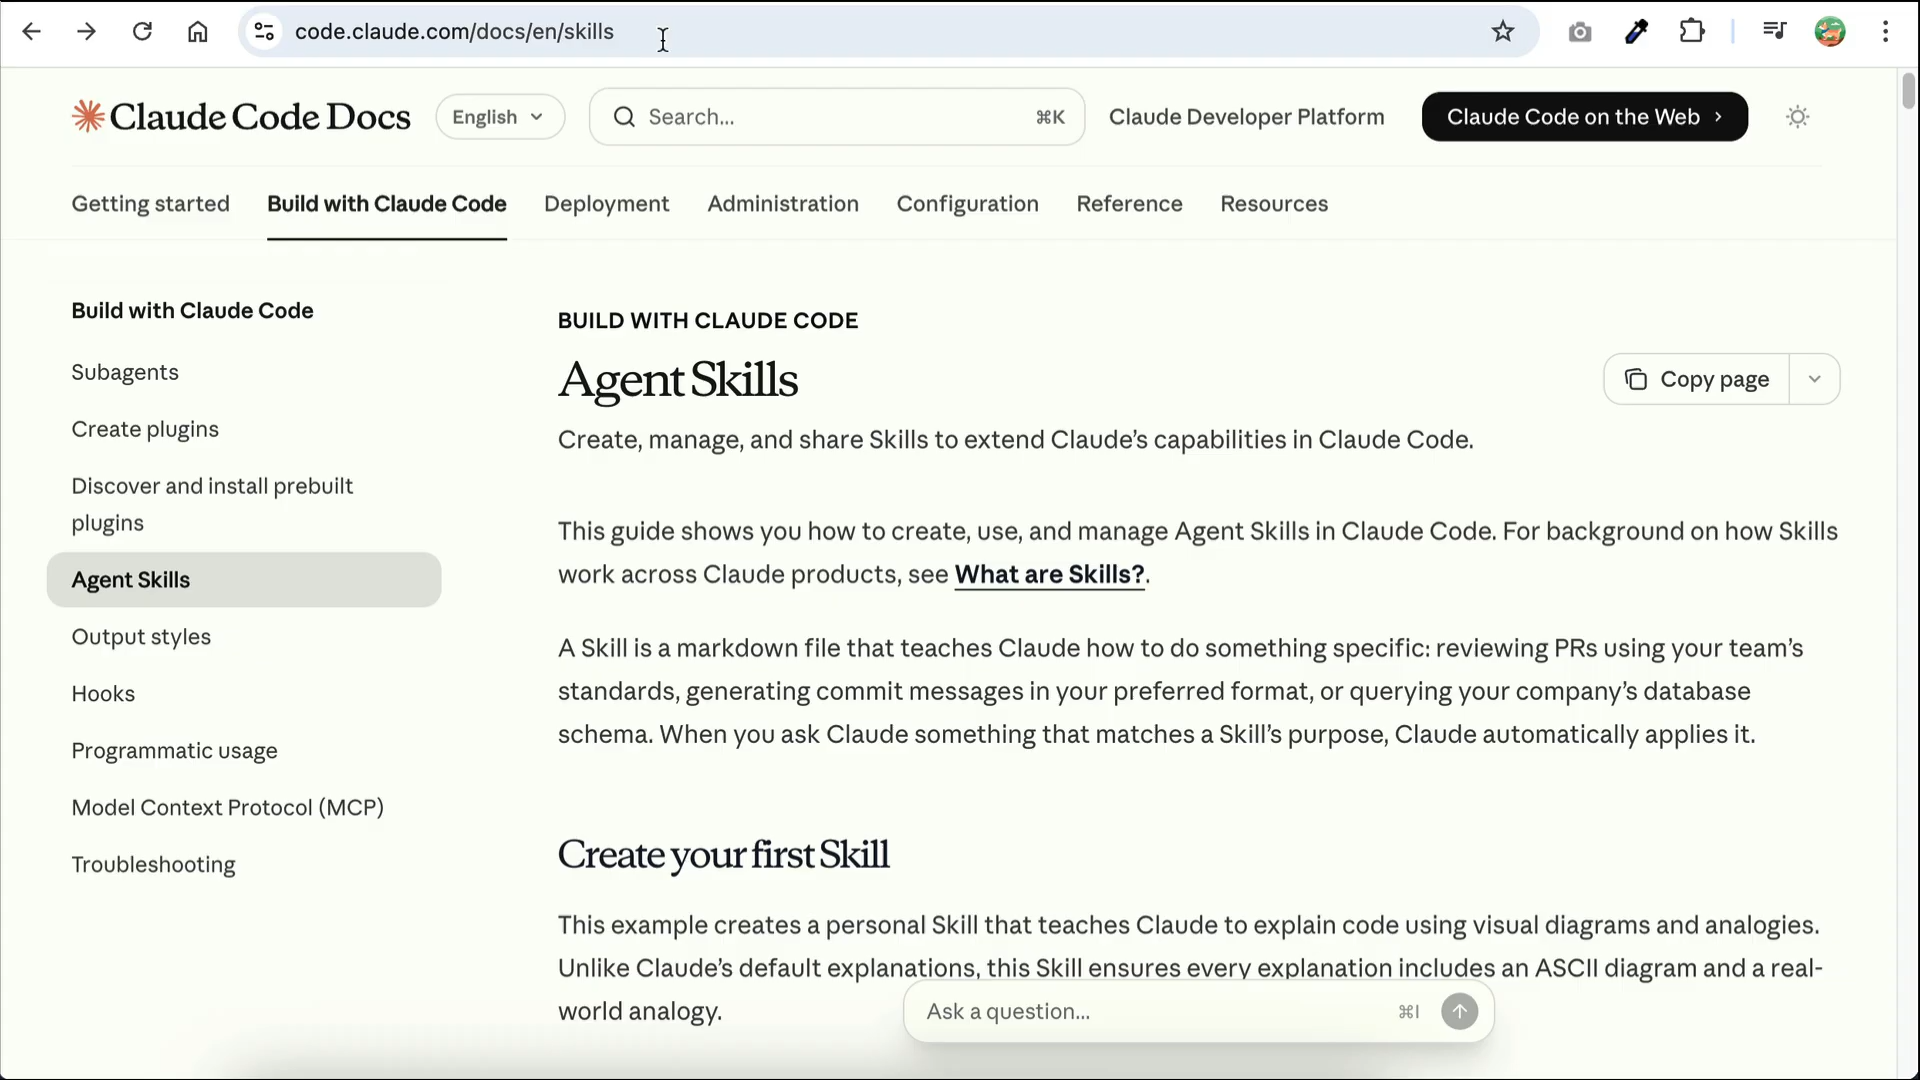 code.claude.com/docs/en/skills
Claude Code Docs
English
Search...
⌘K
Claude Developer Platform
Claude Code on the Web ›
Getting started
Build with Claude Code
Deployment
Administration
Configuration
Reference
Resources
Build with Claude Code
Subagents
Create plugins
Discover and install prebuilt
plugins
Agent Skills
Output styles
Hooks
Programmatic usage
Model Context Protocol (MCP)
Troubleshooting
BUILD WITH CLAUDE CODE
Agent Skills
Copy page
Create, manage, and share Skills to extend Claude’s capabilities in Claude Code.
This guide shows you how to create, use, and manage Agent Skills in Claude Code. For background on how Skills
work across Claude products, see What are Skills?.
A Skill is a markdown file that teaches Claude how to do something specific: reviewing PRs using your team’s
standards, generating commit messages in your preferred format, or querying your company’s database
schema. When you ask Claude something that matches a Skill’s purpose, Claude automatically applies it.
Create your first Skill
This example creates a personal Skill that teaches Claude to explain code using visual diagrams and analogies.
Unlike Claude’s default explanations, this Skill ensures every explanation includes an ASCII diagram and a real-
world analogy.
Ask a question...
⌘I